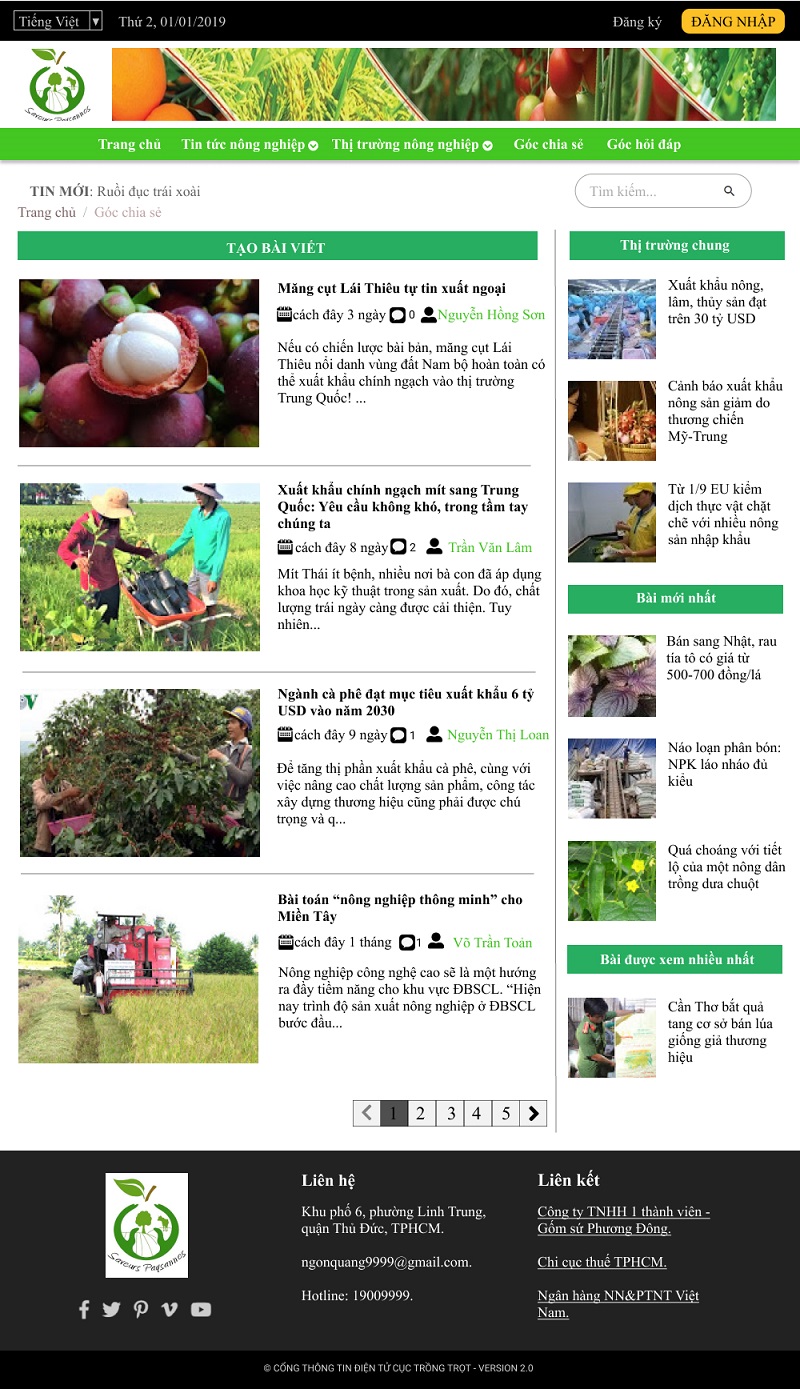 Tiếng Việt
Thứ 2, 01/01/2019
Đăng ký
ĐĂNG NHẬP
Saveurs Paysannes
Trang chủ
Tin tức nông nghiệp
Thị trường nông nghiệp
Góc chia sẻ
Góc hỏi đáp
TIN MỚI: Ruồi đục trái xoài
Tìm kiếm...
Trang chủ / Góc chia sẻ
TẠO BÀI VIẾT
Măng cụt Lái Thiêu tự tin xuất ngoại
cách đây 3 ngày 0 Nguyễn Hồng Sơn
Nếu có chiến lược bài bản, măng cụt Lái
Thiêu nổi danh vùng đất Nam bộ hoàn toàn có
thể xuất khẩu chính ngạch vào thị trường
Trung Quốc! ...
Xuất khẩu chính ngạch mít sang Trung
Quốc: Yêu cầu không khó, trong tầm tay
chúng ta
cách đây 8 ngày 2 Trần Văn Lâm
Mít Thái ít bệnh, nhiều nơi bà con đã áp dụng
khoa học kỹ thuật trong sản xuất. Do đó, chất
lượng trái ngày càng được cải thiện. Tuy
nhiên...
Ngành cà phê đạt mục tiêu xuất khẩu 6 tỷ
USD vào năm 2030
cách đây 9 ngày 1 Nguyễn Thị Loan
Để tăng thị phần xuất khẩu cà phê, cùng với
việc nâng cao chất lượng sản phẩm, công tác
xây dựng thương hiệu cũng phải được chú
trọng và q...
Bài toán “nông nghiệp thông minh” cho
Miền Tây
cách đây 1 tháng 1 Võ Trần Toản
Nông nghiệp công nghệ cao sẽ là một hướng
ra đầy tiềm năng cho khu vực ĐBSCL. “Hiện
nay trình độ sản xuất nông nghiệp ở ĐBSCL
bước đầu...
1 2 3 4 5
Thị trường chung
Xuất khẩu nông,
lâm, thủy sản đạt
trên 30 tỷ USD
Cảnh báo xuất khẩu
nông sản giảm do
thương chiến
Mỹ-Trung
Từ 1/9 EU kiểm
dịch thực vật chặt
chẽ với nhiều nông
sản nhập khẩu
Bài mới nhất
Bán sang Nhật, rau
tía tô có giá từ
500-700 đồng/lá
Náo loạn phân bón:
NPK láo nháo đủ
kiểu
Quá choáng với tiết
lộ của một nông dân
trồng dưa chuột
Bài được xem nhiều nhất
Cần Thơ bắt quả
tang cơ sở bán lúa
giống giả thương
hiệu
Saveurs Paysannes
Liên hệ
Khu phố 6, phường Linh Trung,
quận Thủ Đức, TPHCM.
ngonquang9999@gmail.com.
Hotline: 19009999.
Liên kết
Công ty TNHH 1 thành viên -
Gốm sứ Phương Đông.
Chi cục thuế TPHCM.
Ngân hàng NN&PTNT Việt
Nam.
© CỔNG THÔNG TIN ĐIỆN TỬ CỤC TRỒNG TRỌT - VERSION 2.0